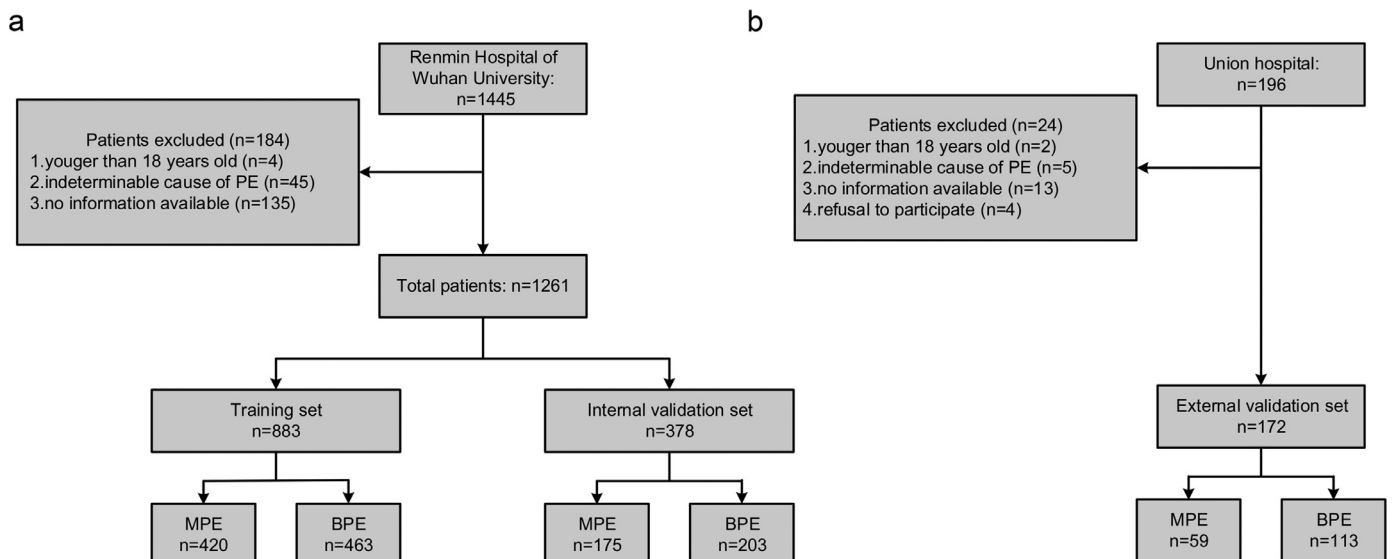 a
Renmin Hospital of
Wuhan University:
n=1445
Patients excluded (n=184)
1.youger than 18 years old (n=4)
2.indeterminable cause of PE (n=45)
3.no information available (n=135)
Total patients: n=1261
Training set
n=883
Internal validation set
n=378
MPE
n=420
BPE
n=463
MPE
n=175
BPE
n=203
b
Union hospital:
n=196
Patients excluded (n=24)
1.youger than 18 years old (n=2)
2.indeterminable cause of PE (n=5)
3.no information available (n=13)
4.refusal to participate (n=4)
External validation set
n=172
MPE
n=59
BPE
n=113